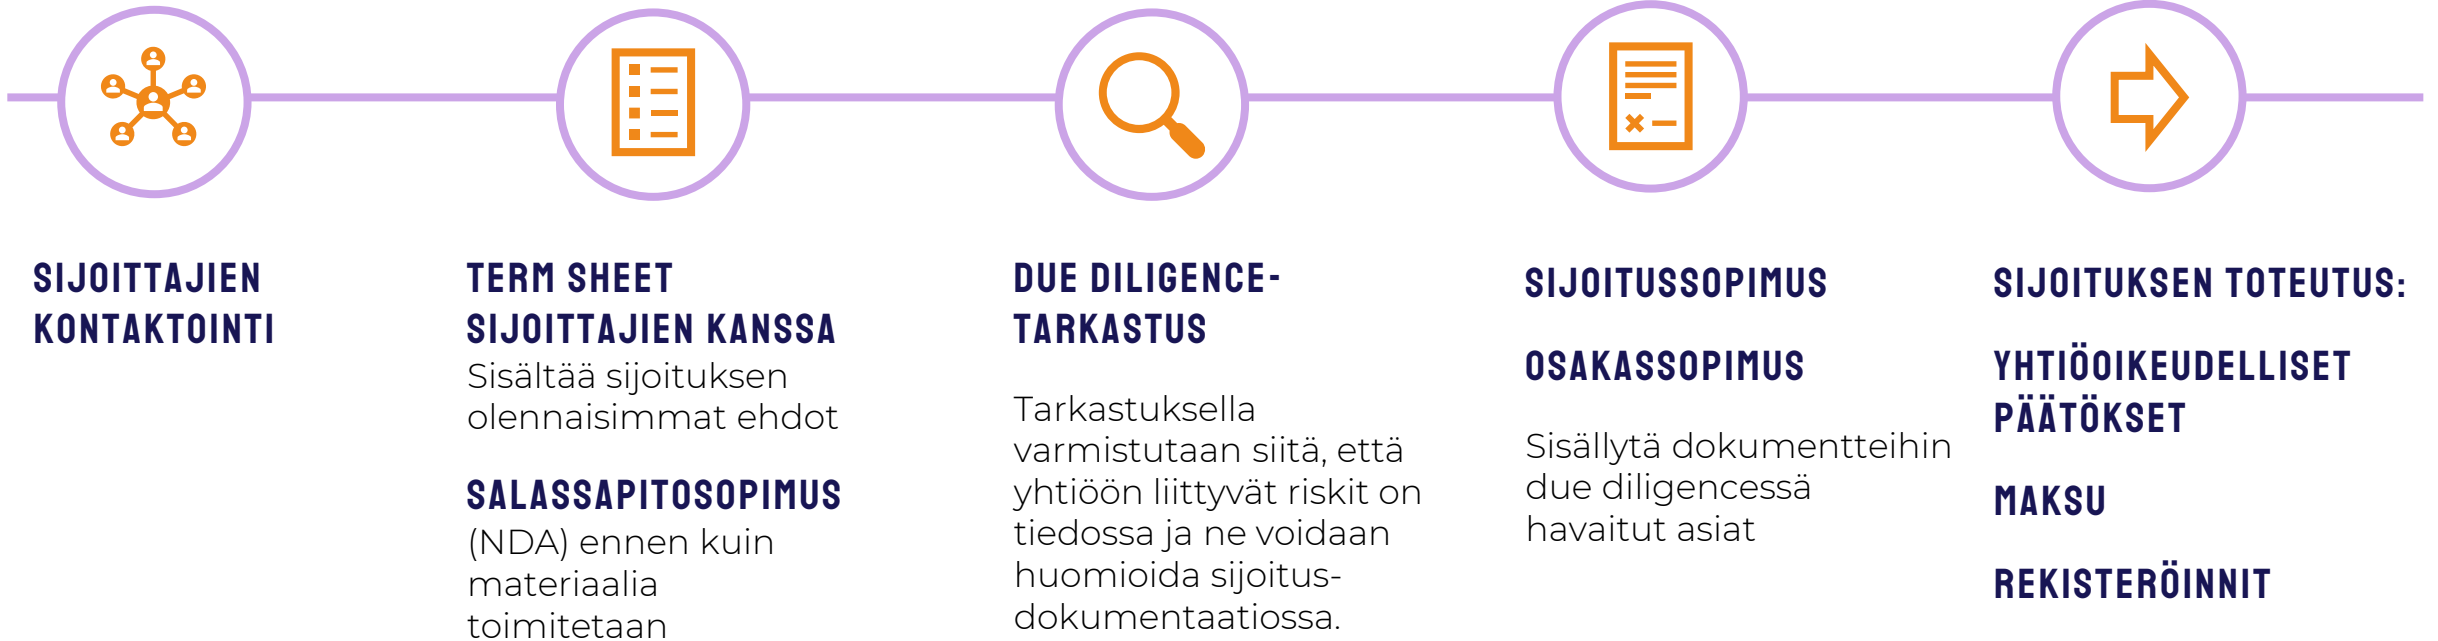 SIJOITTAJIEN
KONTAKTOINTI
TERM SHEET
SIJOITTAJIEN KANSSA
Sisältää sijoituksen
olennaisimmat ehdot
SALASSAPITOSOPIMUS
(NDA) ennen kuin
materiaalia
toimitetaan
DUE DILIGENCE-
TARKASTUS
Tarkastuksella
varmistutaan siitä, että
yhtiöön liittyvät riskit on
tiedossa ja ne voidaan
huomioida sijoitus-
dokumentaatiossa.
SIJOITUSSOPIMUS
OSAKASSOPIMUS
Sisällytä dokumentteihin
due diligencessä
havaitut asiat
SIJOITUKSEN TOTEUTUS:
YHTIÖOIKEUDELLISET
PÄÄTÖKSET
MAKSU
REKISTERÖINNIT